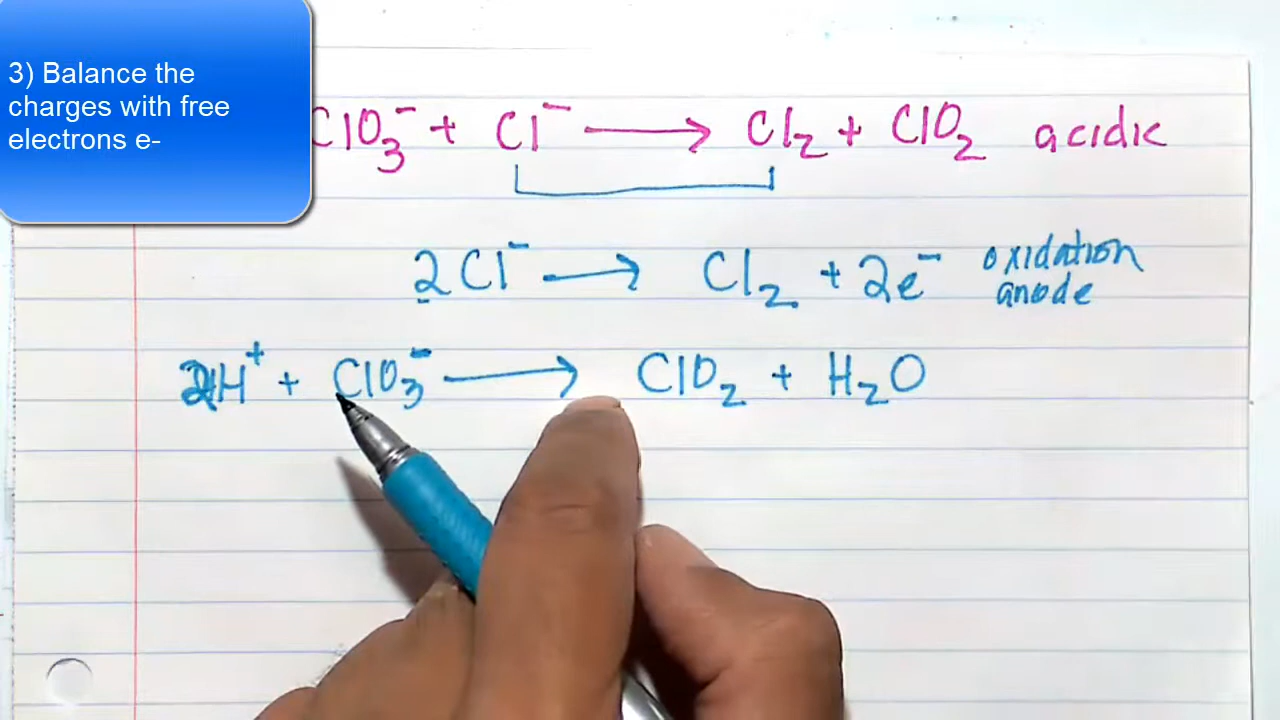 3) Balance the
charges with free
electrons e-
ClO₃⁻ + Cl⁻ → Cl₂ + ClO₂ acidic
2Cl⁻ → Cl₂ + 2e⁻ oxidation
anode
2H⁺ + ClO₃⁻ → ClO₂ + H₂O